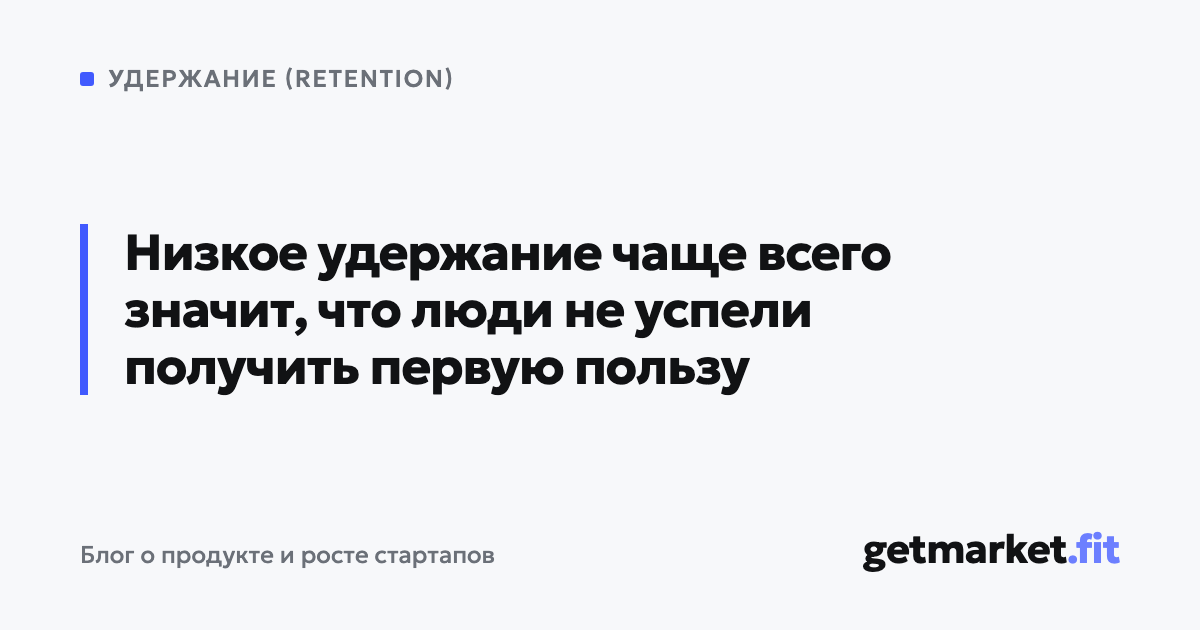 УДЕРЖАНИЕ (RETENTION)
Низкое удержание чаще всего
значит, что люди не успели
получить первую пользу
Блог о продукте и росте стартапов
getmarket.fit